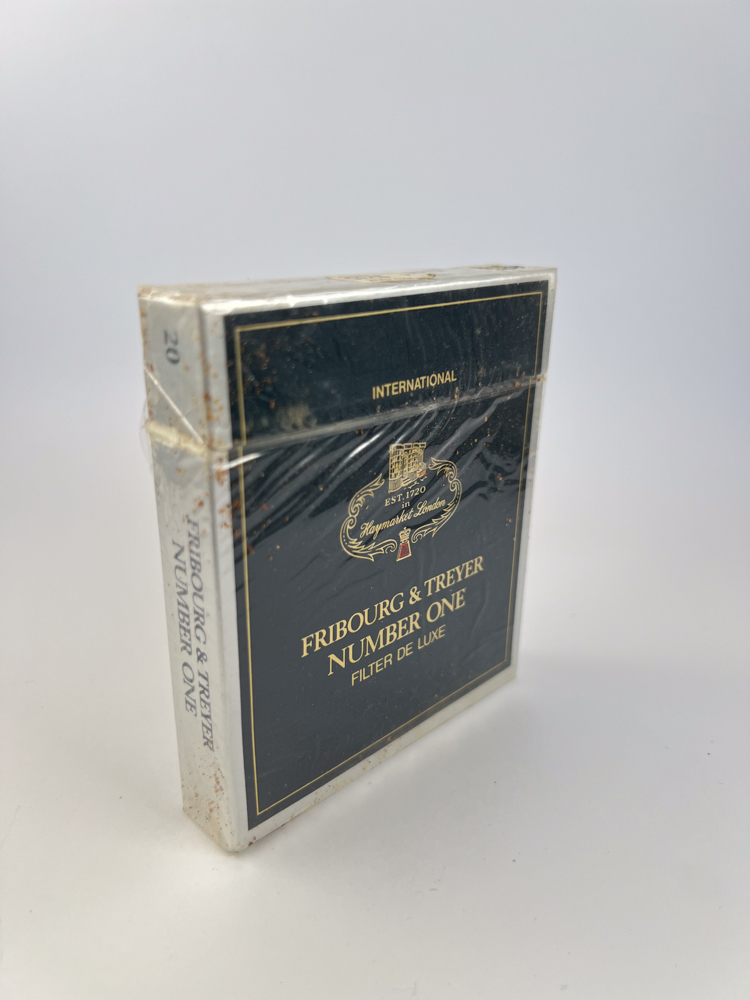 INTERNATIONAL
EST. 1720
in
Haymarket London
FRIBOURG & TREYER
NUMBER ONE
FILTER DE LUXE
20
FRIBOURG & TREYER
NUMBER ONE